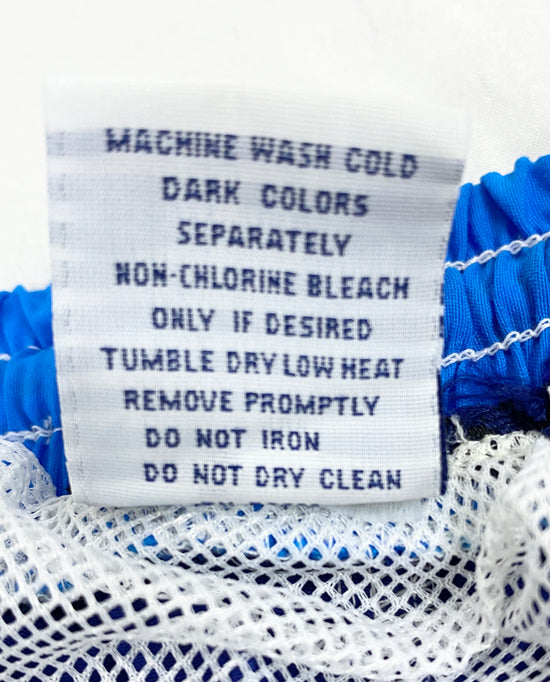 MACHINE WASH COLD
DARK COLORS
SEPARATELY
NON-CHLORINE BLEACH
ONLY IF DESIRED
TUMBLE DRY LOW HEAT
REMOVE PROMPTLY
DO NOT IRON
DO NOT DRY CLEAN